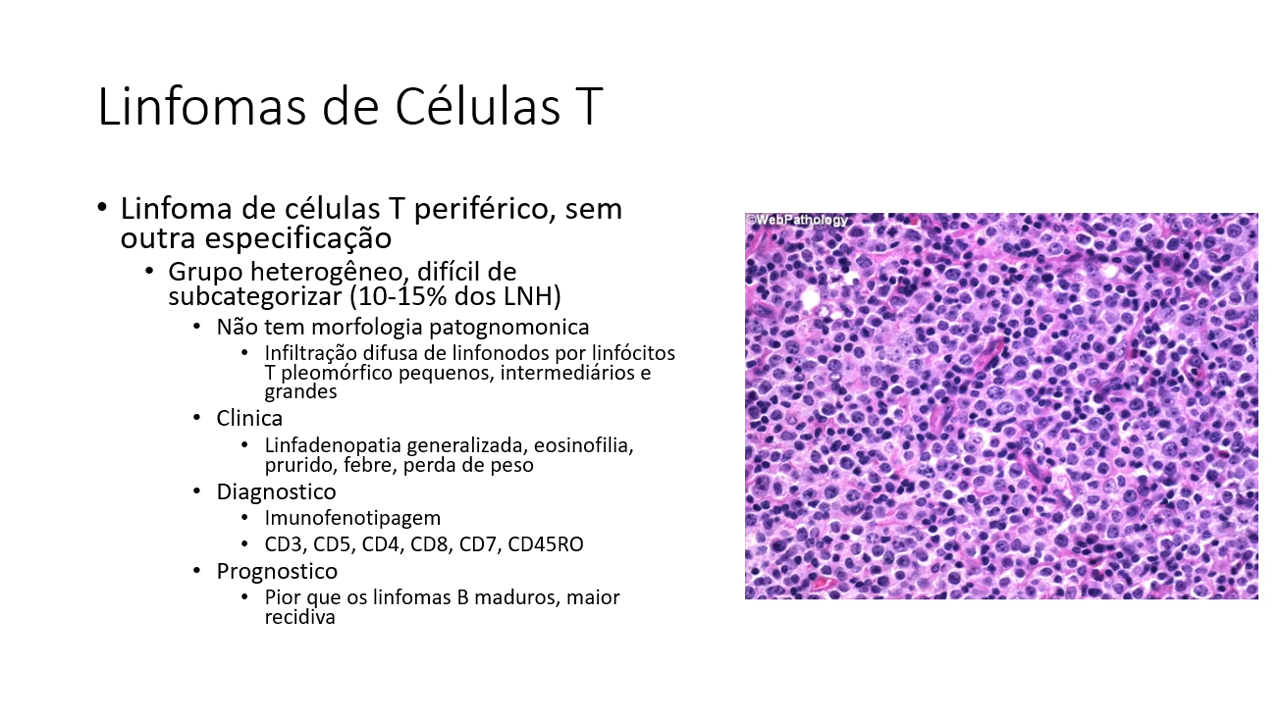 Linfomas de Células T
• Linfoma de células T periférico, sem
outra especificação
• Grupo heterogêneo, difícil de
subcategorizar (10-15% dos LNH)
• Não tem morfologia patognomonica
• Infiltração difusa de linfonodos por linfócitos
T pleomórfico pequenos, intermediários e
grandes
• Clinica
• Linfadenopatia generalizada, eosinofilia,
prurido, febre, perda de peso
• Diagnostico
• Imunofenotipagem
• CD3, CD5, CD4, CD8, CD7, CD45RO
• Prognostico
• Pior que os linfomas B maduros, maior
recidiva
©WebPathology